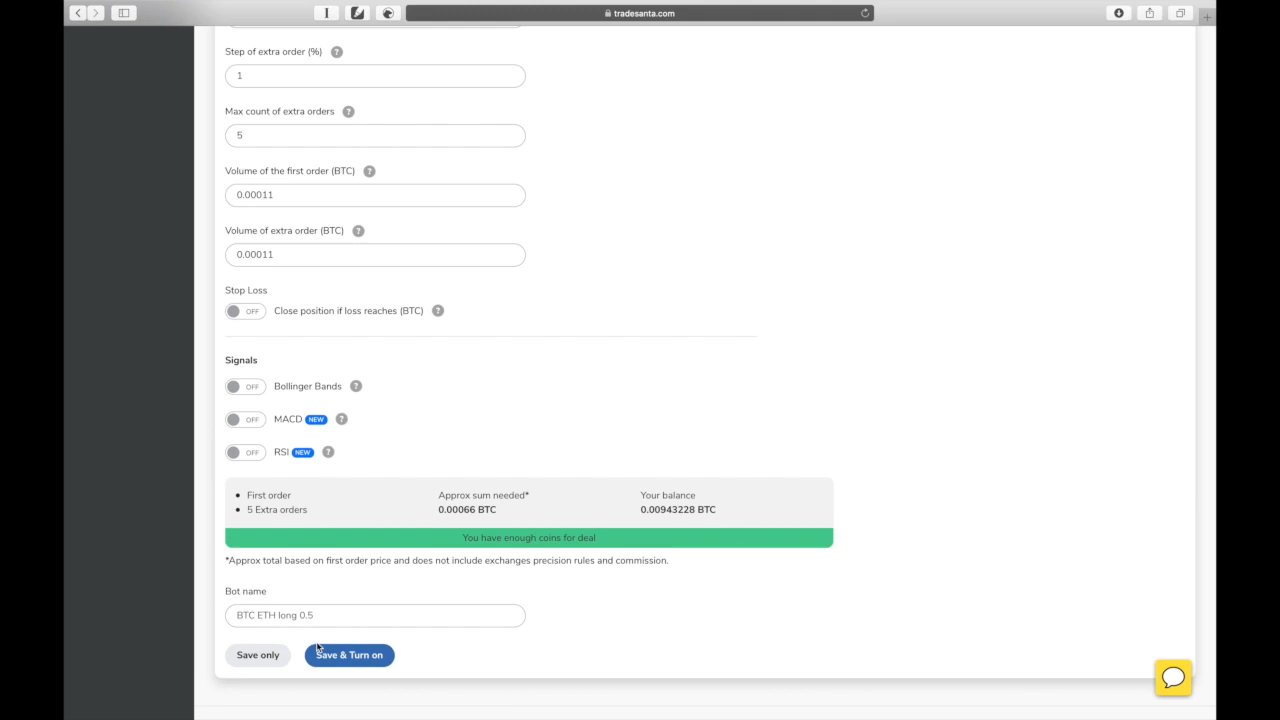 tradesanta.com
Step of extra order (%) ?
1
Max count of extra orders ?
5
Volume of the first order (BTC) ?
0.00011
Volume of extra order (BTC) ?
0.00011
Stop Loss
OFF Close position if loss reaches (BTC) ?
Signals
OFF Bollinger Bands ?
OFF MACD NEW ?
OFF RSI NEW ?
First order Approx sum needed* Your balance
5 Extra orders 0.00066 BTC 0.00943228 BTC
You have enough coins for deal
*Approx total based on first order price and does not include exchanges precision rules and commission.
Bot name
BTC ETH long 0.5
Save only Save & Turn on